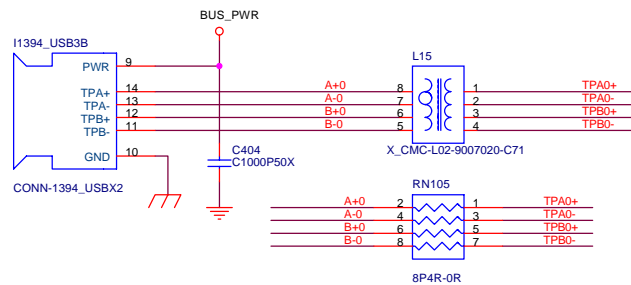 BUS_PWR
I1394_USB3B
L15
PWR 9
TPA+ 14 A+0 8 1 TPA0+
TPA- 13 A-0 7 2 TPA0-
TPB+ 12 B+0 6 3 TPB0+
TPB- 11 B-0 5 4 TPB0-
GND 10
C404
C1000P50X
X_CMC-L02-9007020-C71
CONN-1394_USBX2
RN105
A+0 2 1 TPA0+
A-0 4 3 TPA0-
B+0 6 5 TPB0+
B-0 8 7 TPB0-
8P4R-0R